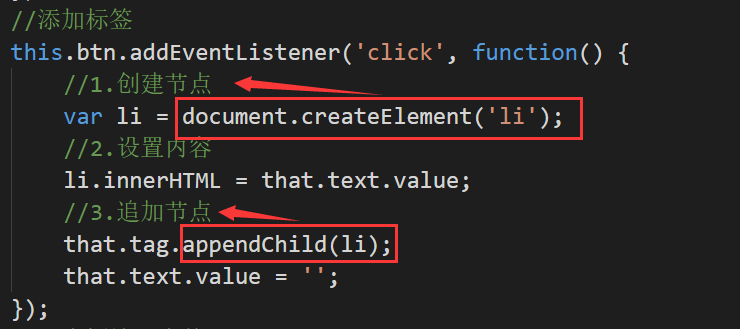 //添加标签
this.btn.addEventListener('click', function() {
//1.创建节点
var li = document.createElement('li');
//2.设置内容
li.innerHTML = that.text.value;
//3.追加节点
that.tag.appendChild(li);
that.text.value = '';
});